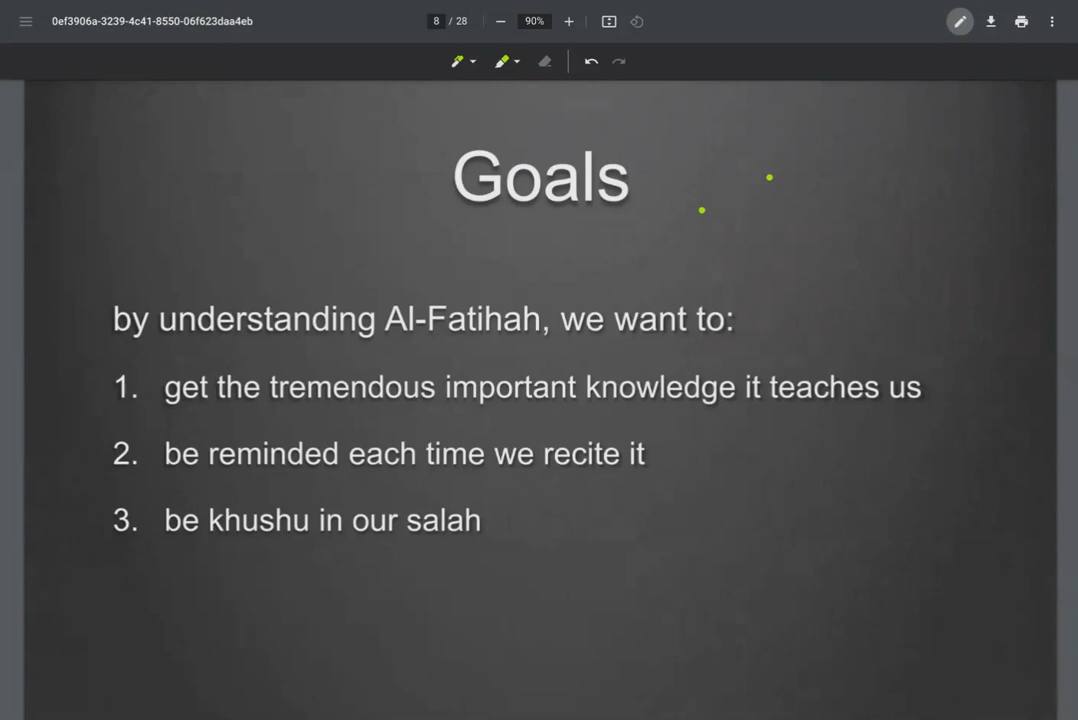 0ef3906a-3239-4c41-8550-06f623daa4eb
8 / 28
90%
Goals
by understanding Al-Fatihah, we want to:
1. get the tremendous important knowledge it teaches us
2. be reminded each time we recite it
3. be khushu in our salah